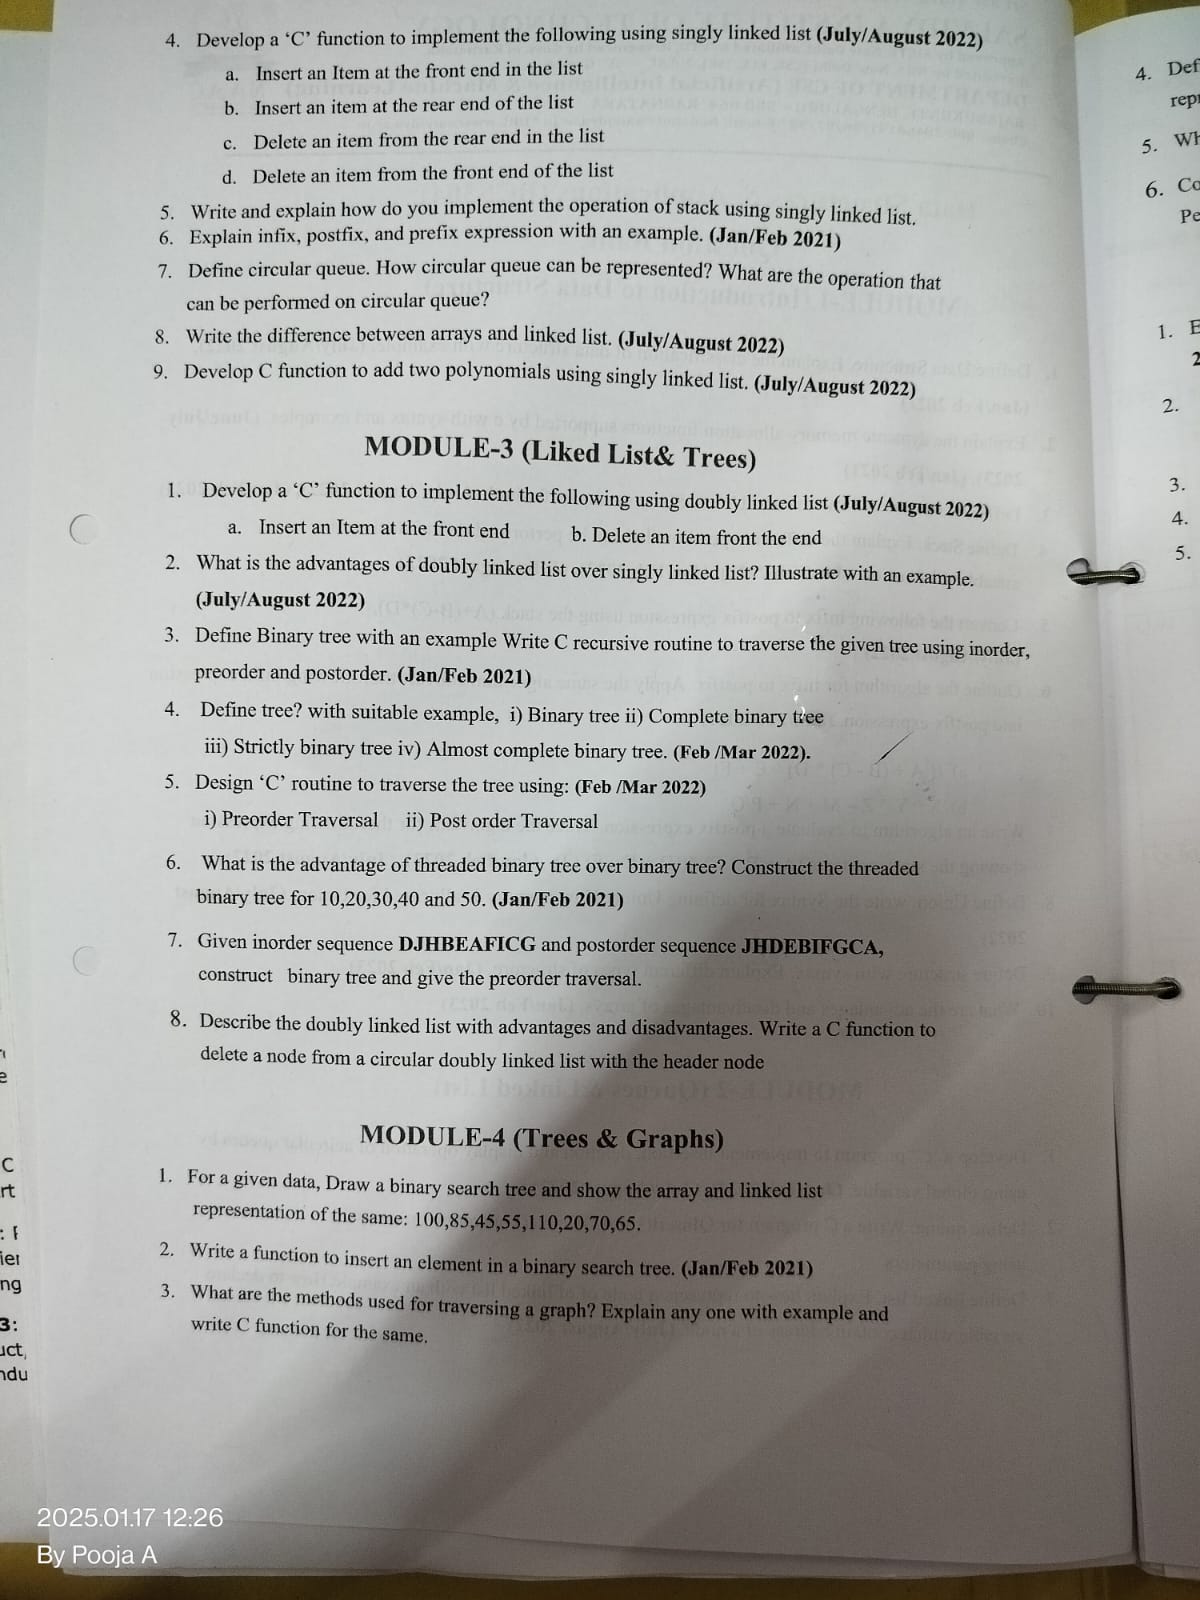 4. Develop a ‘C’ function to implement the following using singly linked list (July/August 2022)
a. Insert an Item at the front end in the list
b. Insert an item at the rear end of the list
c. Delete an item from the rear end in the list
d. Delete an item from the front end of the list
5. Write and explain how do you implement the operation of stack using singly linked list.
6. Explain infix, postfix, and prefix expression with an example. (Jan/Feb 2021)
7. Define circular queue. How circular queue can be represented? What are the operation that
can be performed on circular queue?
8. Write the difference between arrays and linked list. (July/August 2022)
9. Develop C function to add two polynomials using singly linked list. (July/August 2022)
MODULE-3 (Liked List& Trees)
1. Develop a ‘C’ function to implement the following using doubly linked list (July/August 2022)
a. Insert an Item at the front end b. Delete an item front the end
2. What is the advantages of doubly linked list over singly linked list? Illustrate with an example.
(July/August 2022)
3. Define Binary tree with an example Write C recursive routine to traverse the given tree using inorder,
preorder and postorder. (Jan/Feb 2021)
4. Define tree? with suitable example, i) Binary tree ii) Complete binary tree
iii) Strictly binary tree iv) Almost complete binary tree. (Feb /Mar 2022).
5. Design ‘C’ routine to traverse the tree using: (Feb /Mar 2022)
i) Preorder Traversal ii) Post order Traversal
6. What is the advantage of threaded binary tree over binary tree? Construct the threaded
binary tree for 10,20,30,40 and 50. (Jan/Feb 2021)
7. Given inorder sequence DJHBEAFICG and postorder sequence JHDEBIFGCA,
construct binary tree and give the preorder traversal.
8. Describe the doubly linked list with advantages and disadvantages. Write a C function to
delete a node from a circular doubly linked list with the header node
MODULE-4 (Trees & Graphs)
1. For a given data, Draw a binary search tree and show the array and linked list
representation of the same: 100,85,45,55,110,20,70,65.
2. Write a function to insert an element in a binary search tree. (Jan/Feb 2021)
3. What are the methods used for traversing a graph? Explain any one with example and
write C function for the same.
4. Def
5. Wh
6. Co
Pe
1. E
2
2.
3.
4.
5.
C
rt
ng
3:
uct,
ndu
2025.01.17 12:26
By Pooja A